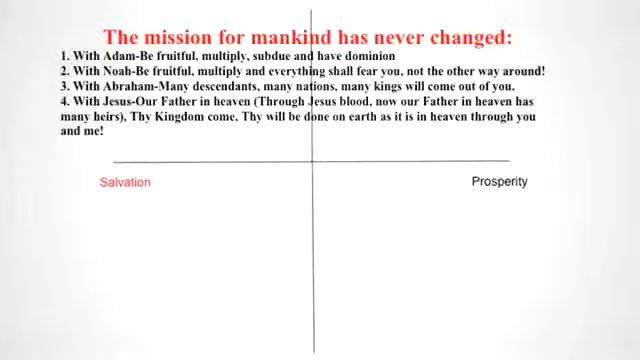 The mission for mankind has never changed:
1. With Adam-Be fruitful, multiply, subdue and have dominion
2. With Noah-Be fruitful, multiply and everything shall fear you, not the other way around!
3. With Abraham-Many descendants, many nations, many kings will come out of you.
4. With Jesus-Our Father in heaven (Through Jesus blood, now our Father in heaven has
many heirs), Thy Kingdom come, Thy will be done on earth as it is in heaven through you
and me!
Salvation
Prosperity